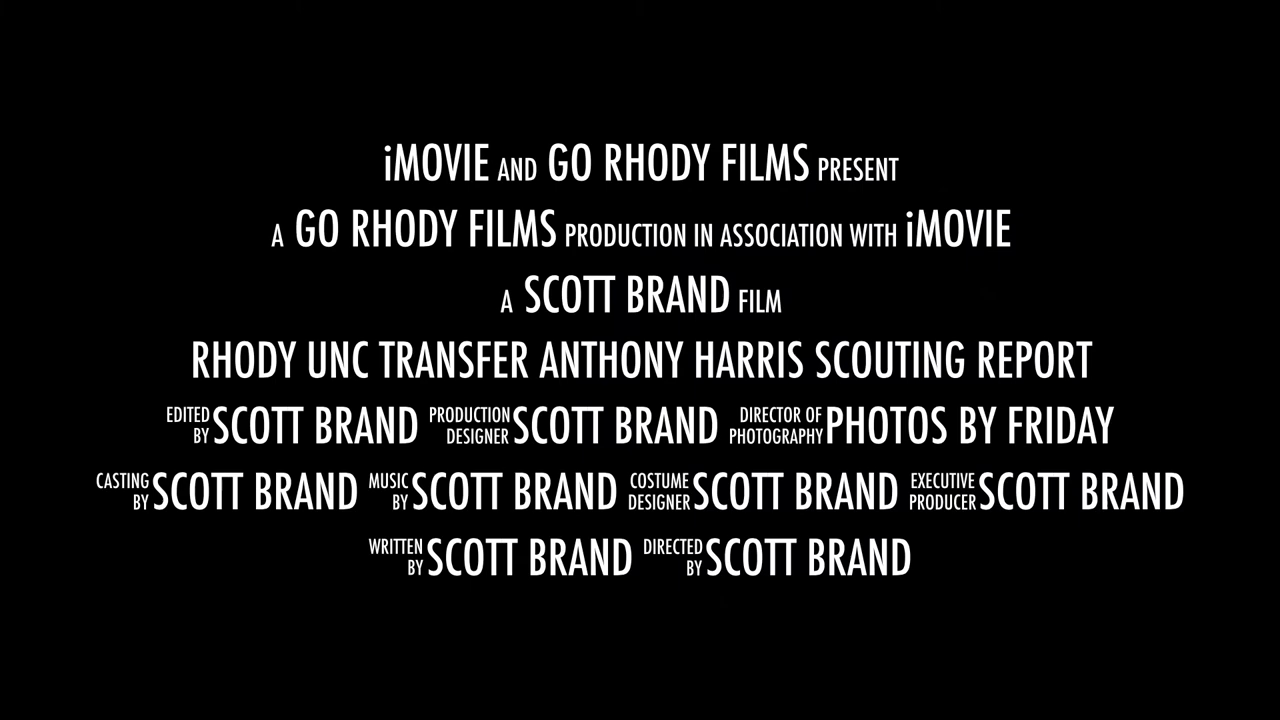 iMOVIE AND GO RHODY FILMS PRESENT
A GO RHODY FILMS PRODUCTION IN ASSOCIATION WITH iMOVIE
A SCOTT BRAND FILM
RHODY UNC TRANSFER ANTHONY HARRIS SCOUTING REPORT
EDITED BY SCOTT BRAND PRODUCTION DESIGNER SCOTT BRAND DIRECTOR OF PHOTOGRAPHY PHOTOS BY FRIDAY
CASTING BY SCOTT BRAND MUSIC BY SCOTT BRAND COSTUME DESIGNER SCOTT BRAND EXECUTIVE PRODUCER SCOTT BRAND
WRITTEN BY SCOTT BRAND DIRECTED BY SCOTT BRAND